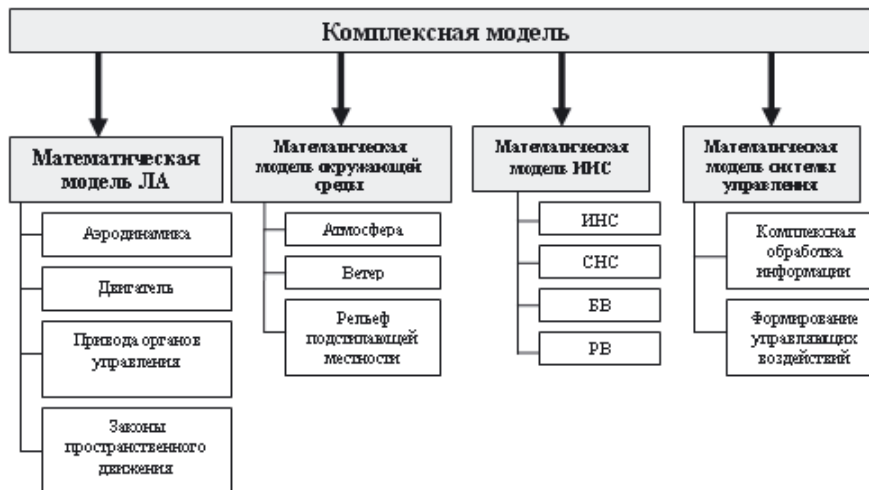 Комплексная модель
Математическая
модель ЛА
Аэродинамика
Двигатель
Привода органов
управления
Законы
пространственного
движения
Математическая
модель окружающей
среды
Атмосфера
Ветер
Рельеф
подстилающей
местности
Математическая
модель ИИС
ИНС
СНС
БВ
РВ
Математическая
модель системы
управления
Комплексная
обработка
информации
Формирование
управляющих
воздействий